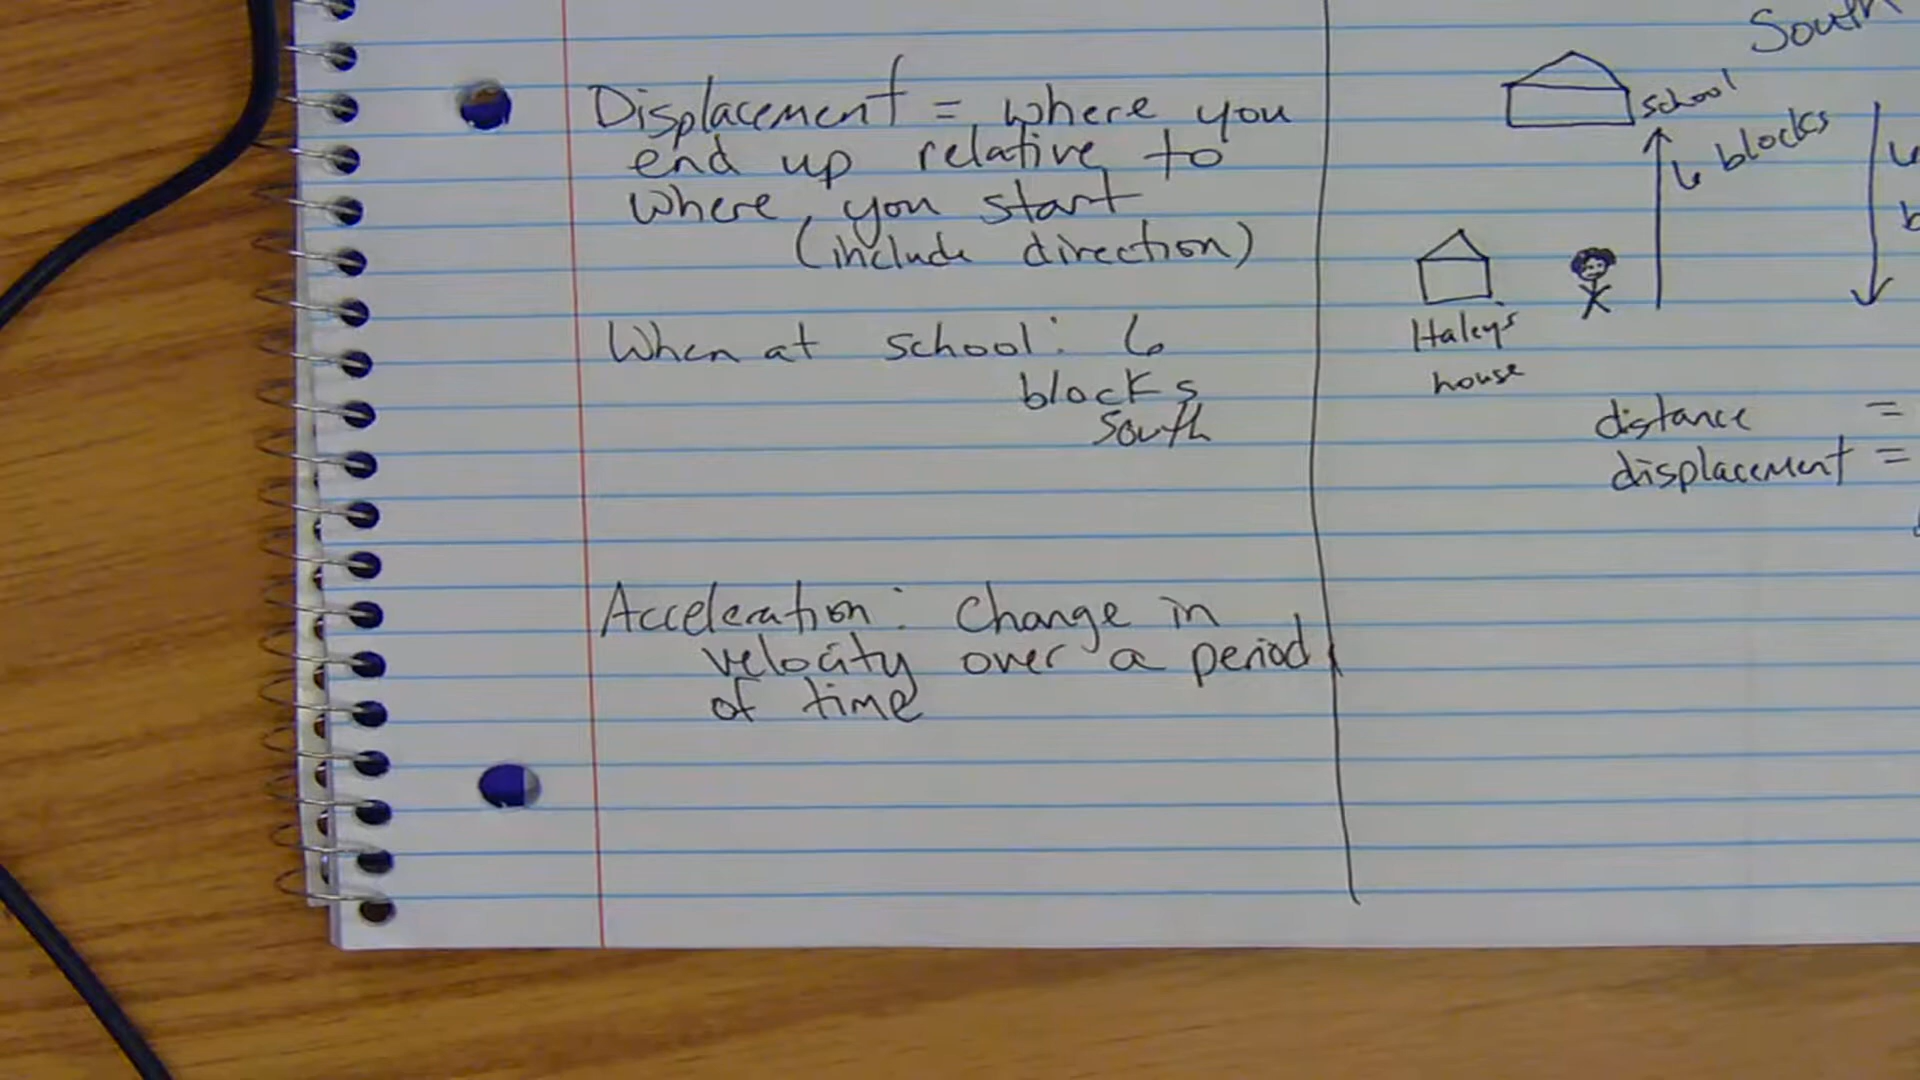 Displacement = where you
end up relative to
where you start
(include direction)
When at school: 6
blocks
South
Acceleration: Change in
velocity over a period
of time
South
school
6 blocks
Haley's
house
distance =
displacement =